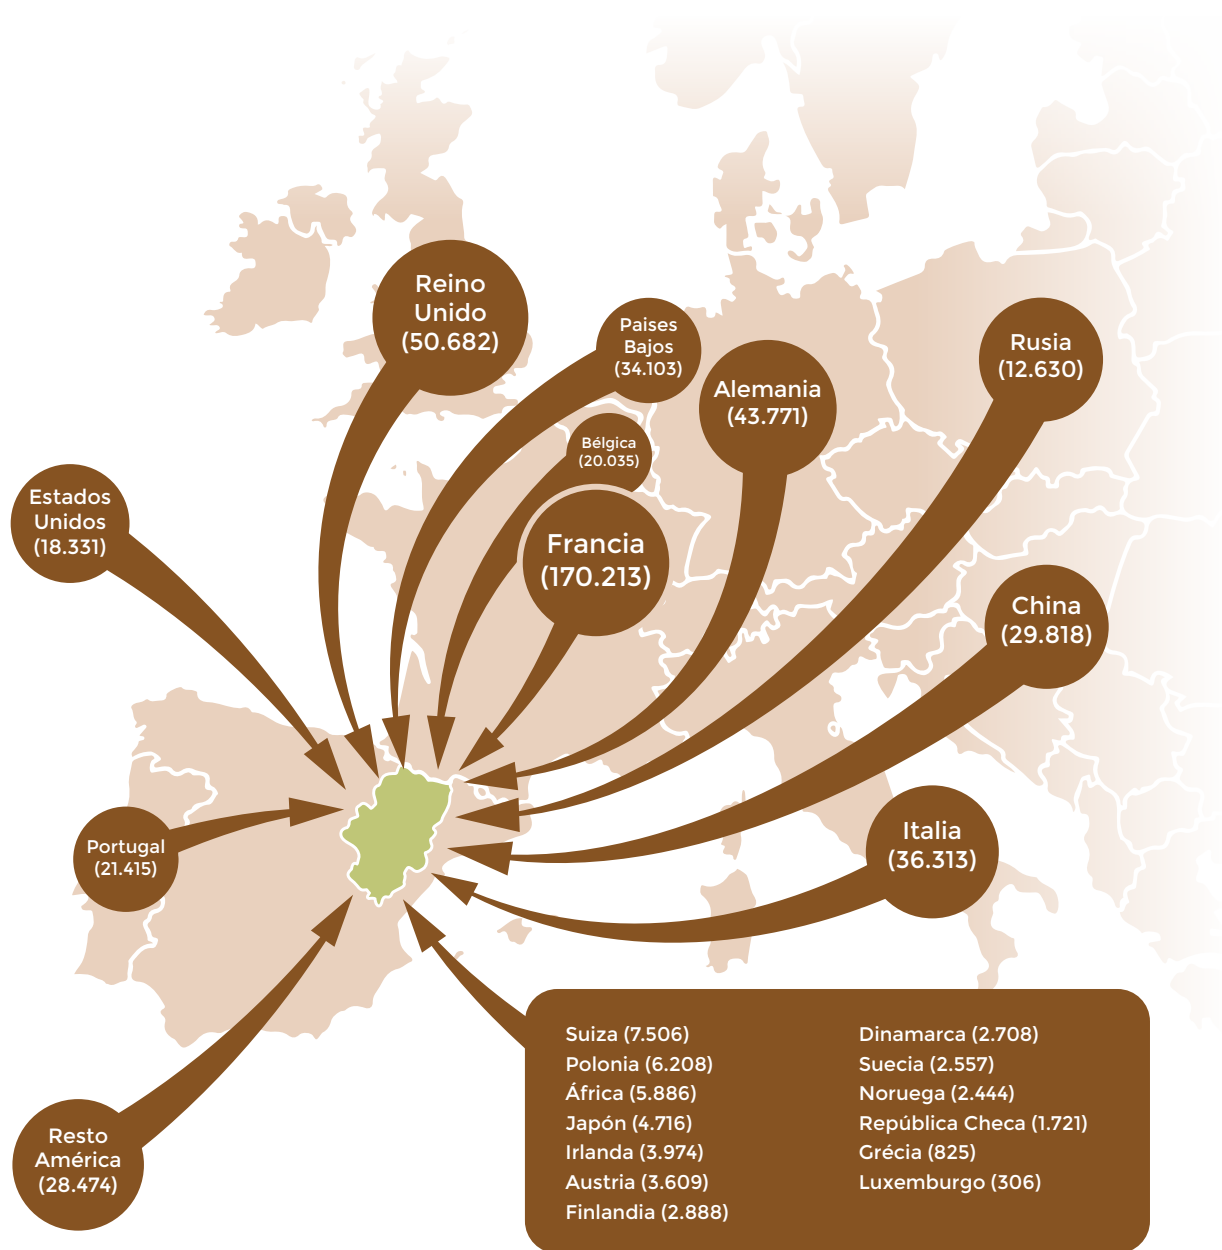 Reino
Unido
(50.682)
Paises
Bajos
(34.103)
Rusia
(12.630)
Alemania
(43.771)
Bélgica
(20.035)
Estados
Unidos
(18.331)
Francia
(170.213)
China
(29.818)
Portugal
(21.415)
Italia
(36.313)
Resto
América
(28.474)
Suiza (7.506)
Polonia (6.208)
África (5.886)
Japón (4.716)
Irlanda (3.974)
Austria (3.609)
Finlandia (2.888)
Dinamarca (2.708)
Suecia (2.557)
Noruega (2.444)
República Checa (1.721)
Grécia (825)
Luxemburgo (306)